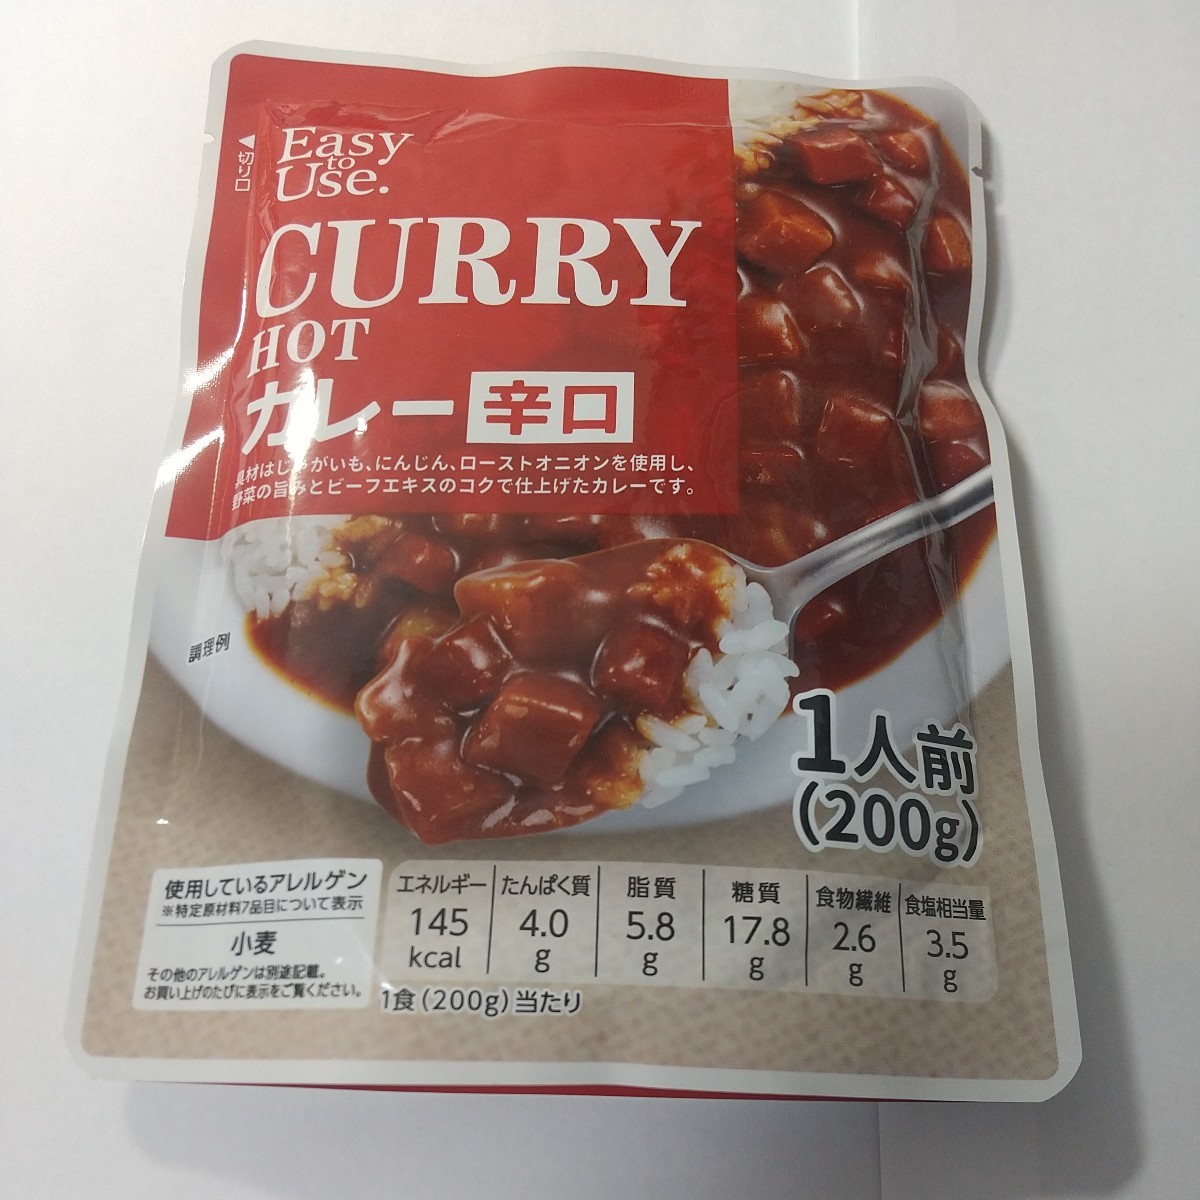 ◀切り口
Easy
to
Use.
CURRY
HOT
カレー 辛口
具材はじゃがいも、にんじん、ローストオニオンを使用し、
野菜の旨みとビーフエキスのコクで仕上げたカレーです。
調理例
1人前
(200g)
使用しているアレルゲン
※特定原材料7品目について表示
小麦
その他のアレルゲンは別途記載。
お買い上げのたびに表示をご覧ください。
エネルギー たんぱく質 脂質 糖質 食物繊維 食塩相当量
145 4.0 5.8 17.8 2.6 3.5
kcal g g g g g
1食(200g)当たり